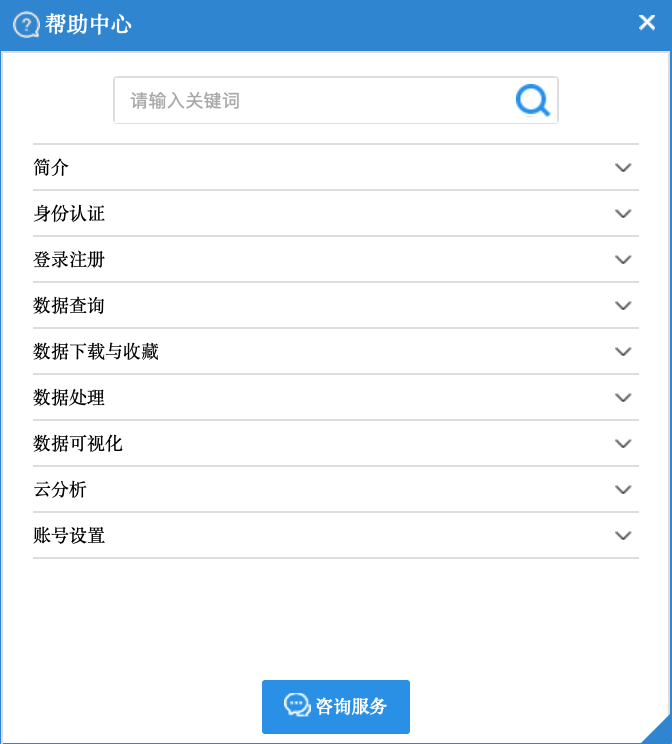 帮助中心
请输入关键词
简介
身份认证
登录注册
数据查询
数据下载与收藏
数据处理
数据可视化
云分析
账号设置
咨询服务